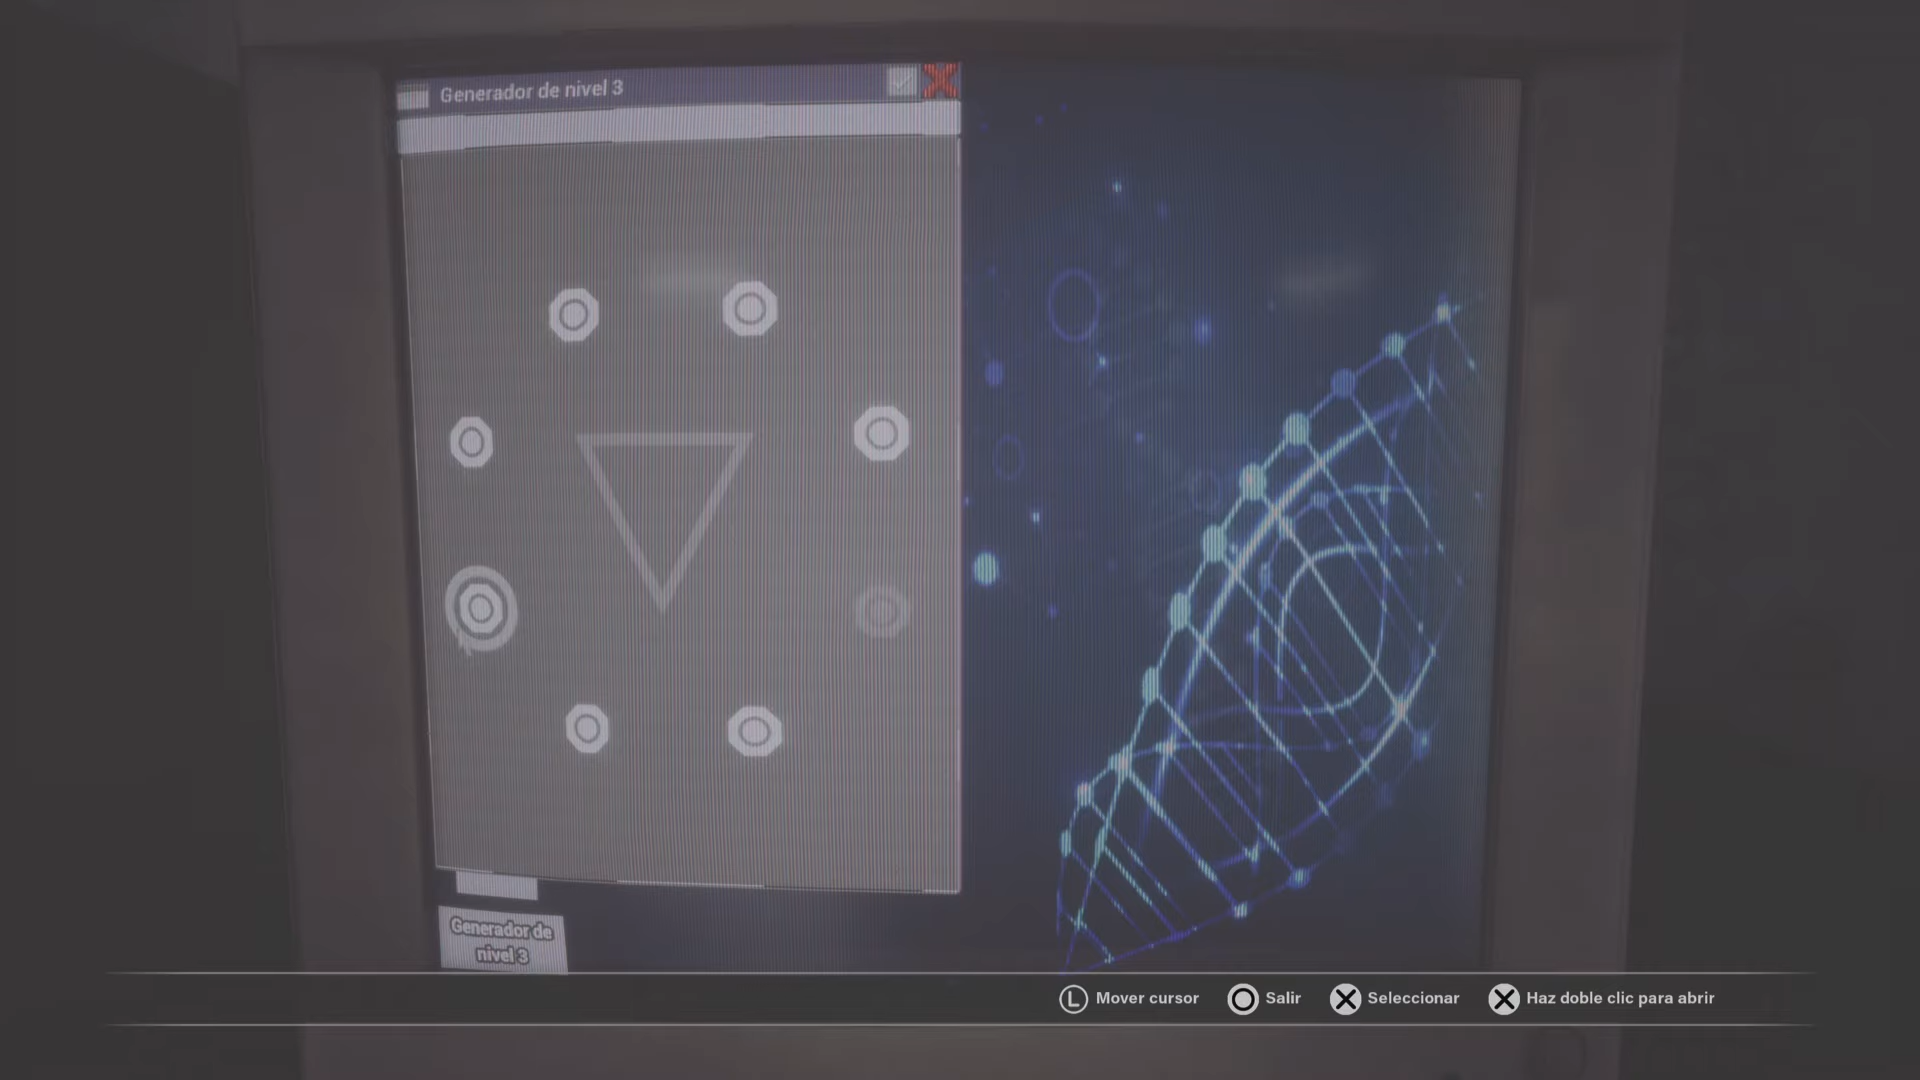 Generador de nivel 3
Generador de
nivel 3
L Mover cursor Salir Seleccionar Haz doble clic para abrir